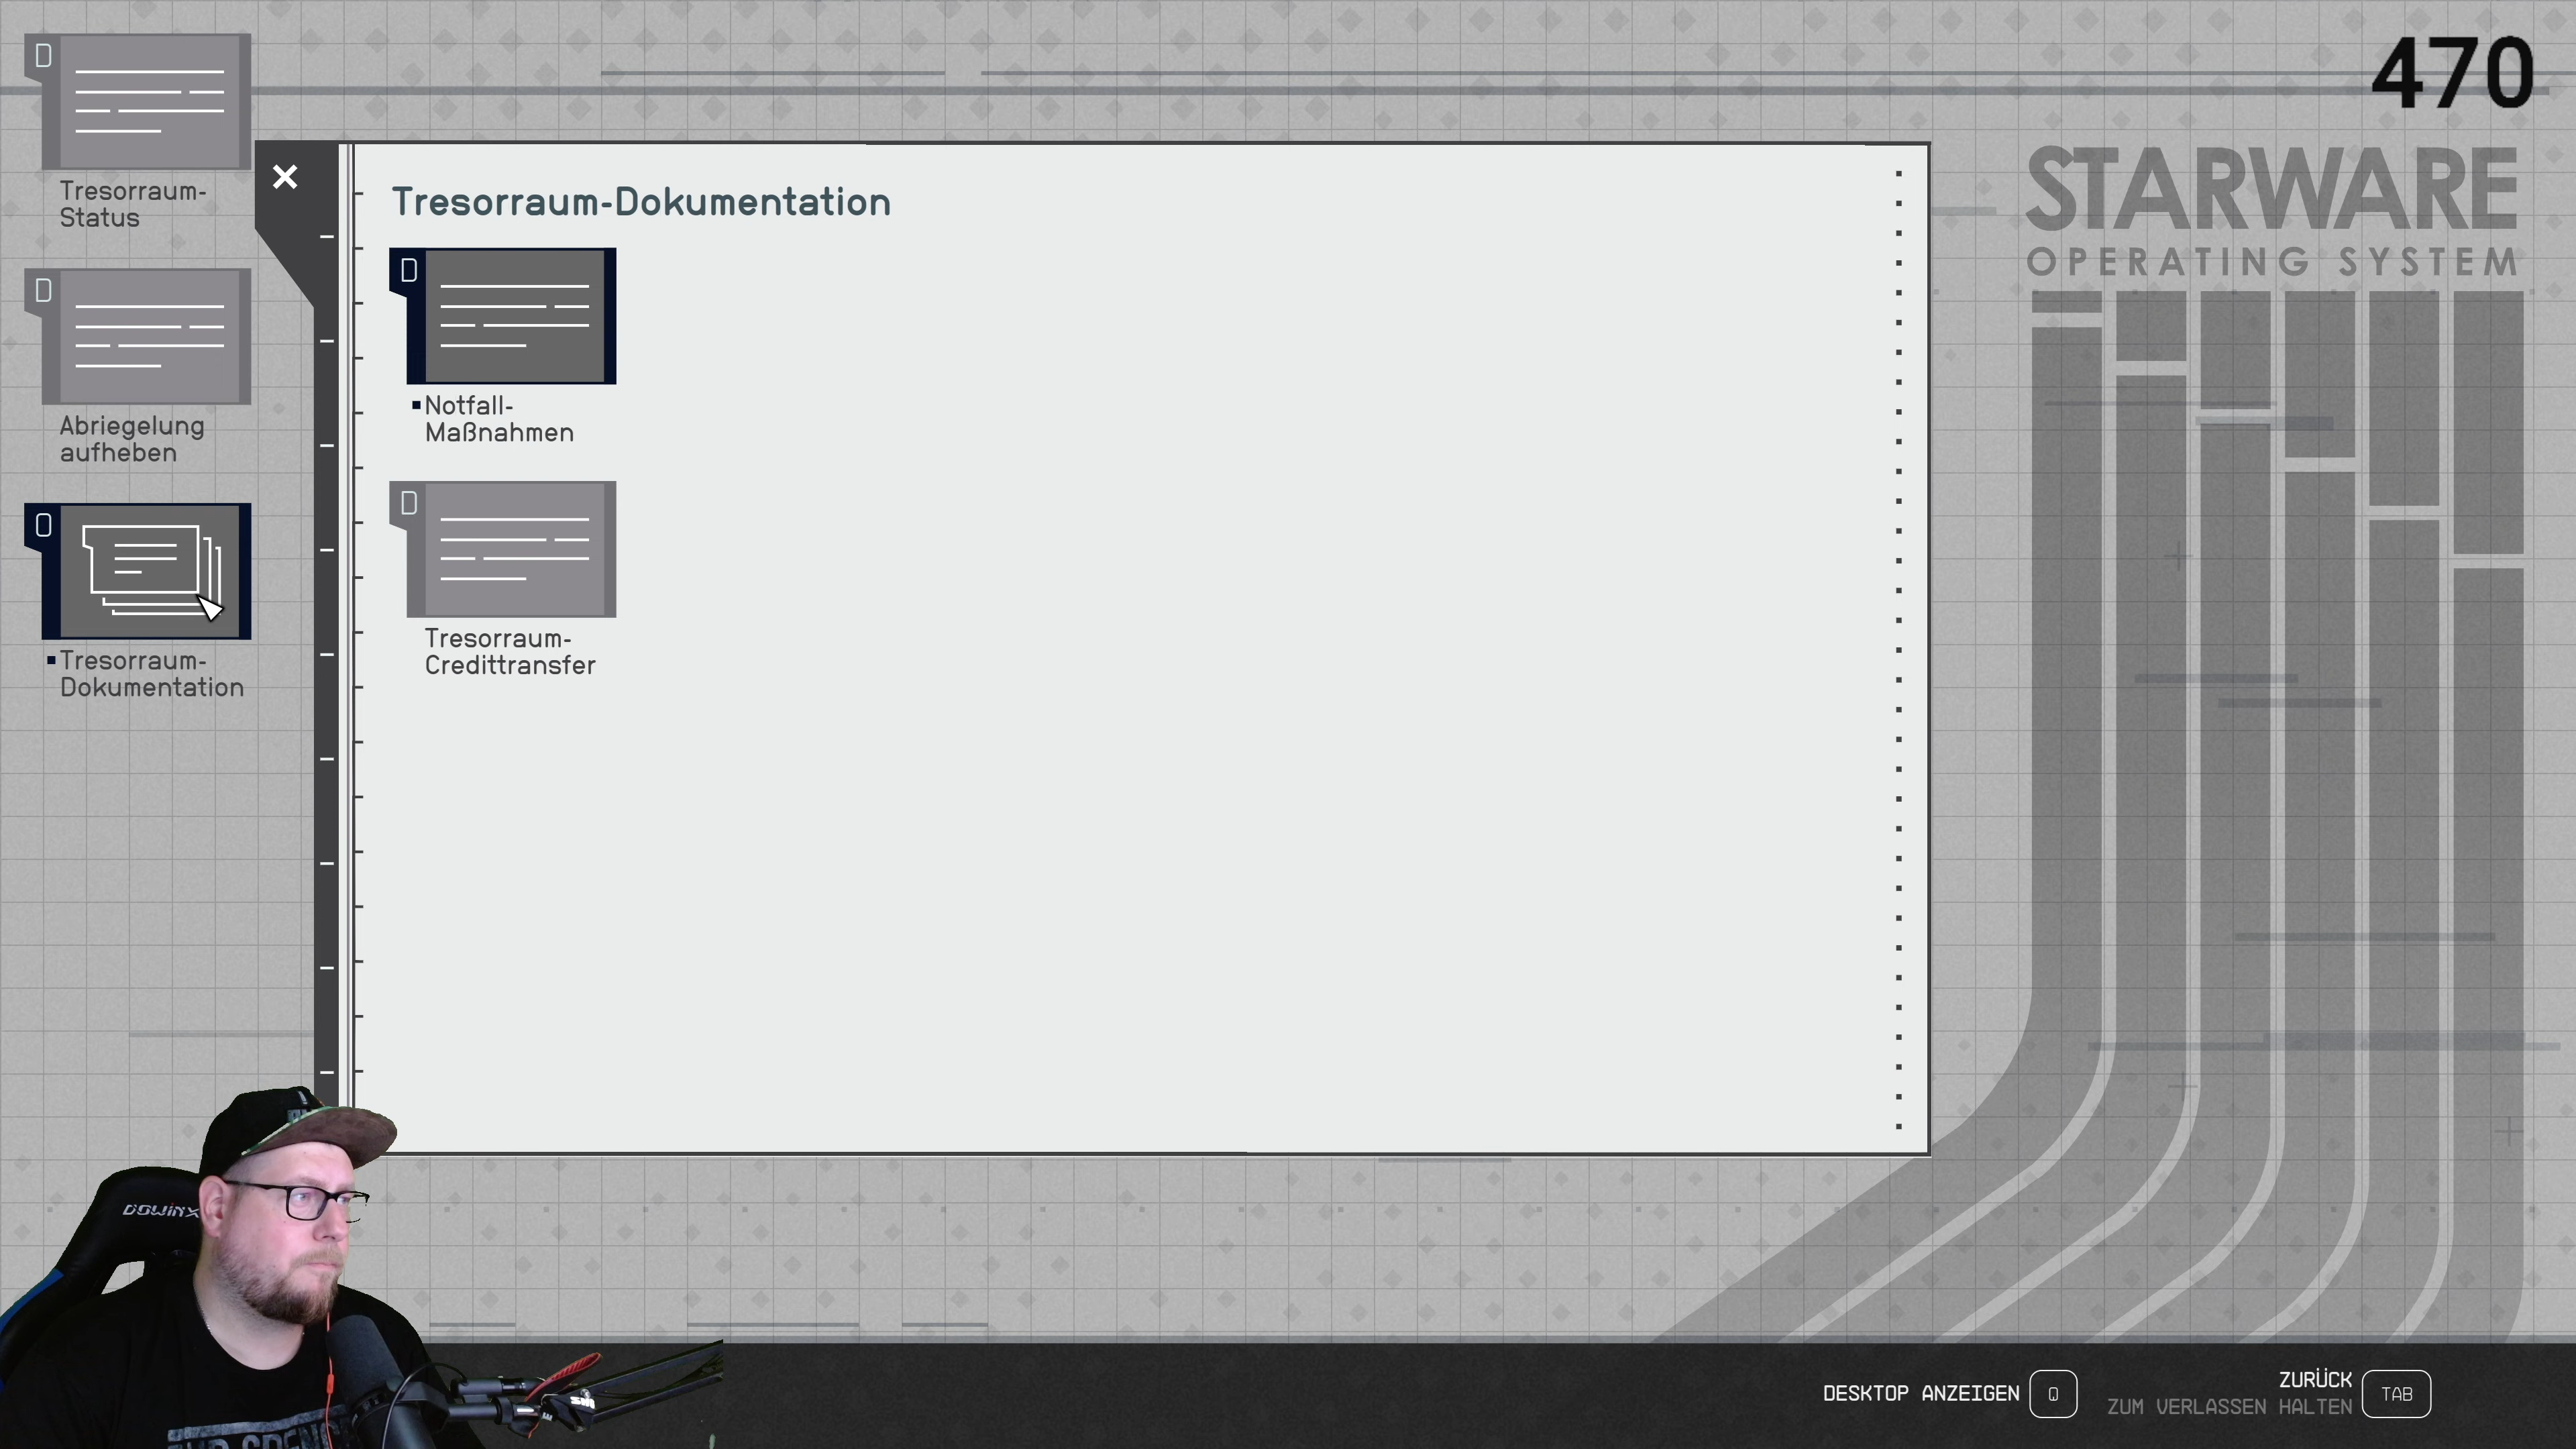 470
STARWARE
OPERATING SYSTEM
D
Tresorraum-
Status
D
Abriegelung
aufheben
O
Tresorraum-
Dokumentation
Tresorraum-Dokumentation
D
Notfall-
Maßnahmen
D
Tresorraum-
Credittransfer
DESKTOP ANZEIGEN
Q
ZURÜCK
ZUM VERLASSEN HALTEN
TAB